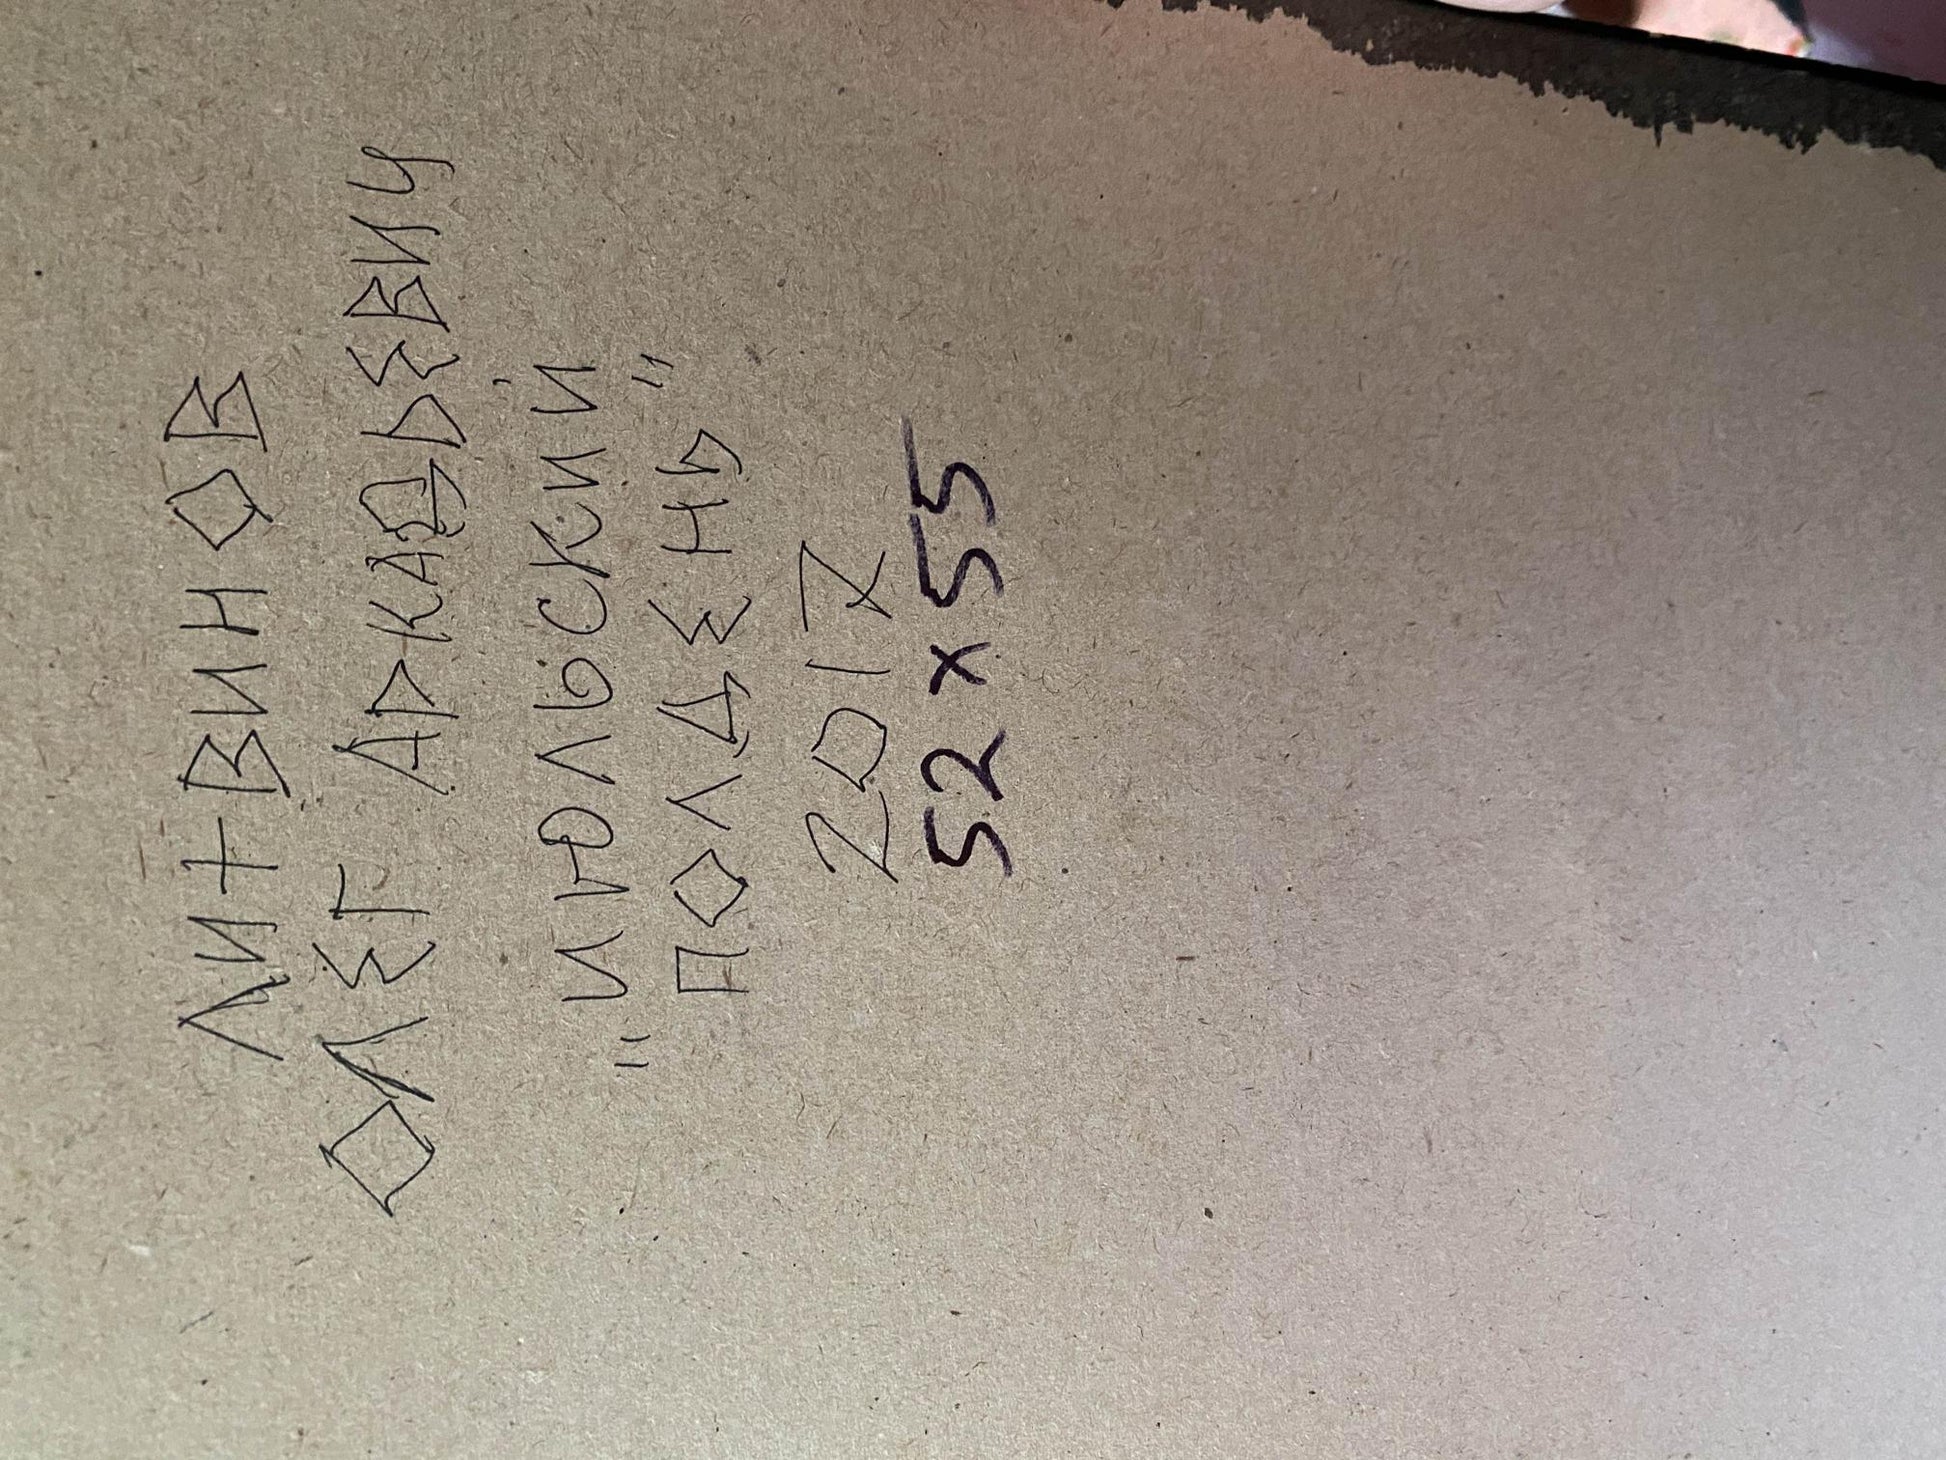 ЛИТВИНОВ
ОЛЕГ АРКАДЬЕВИЧ
"ИЮЛЬСКИЙ
ПОЛДЕНЬ"
2017
52 x 55